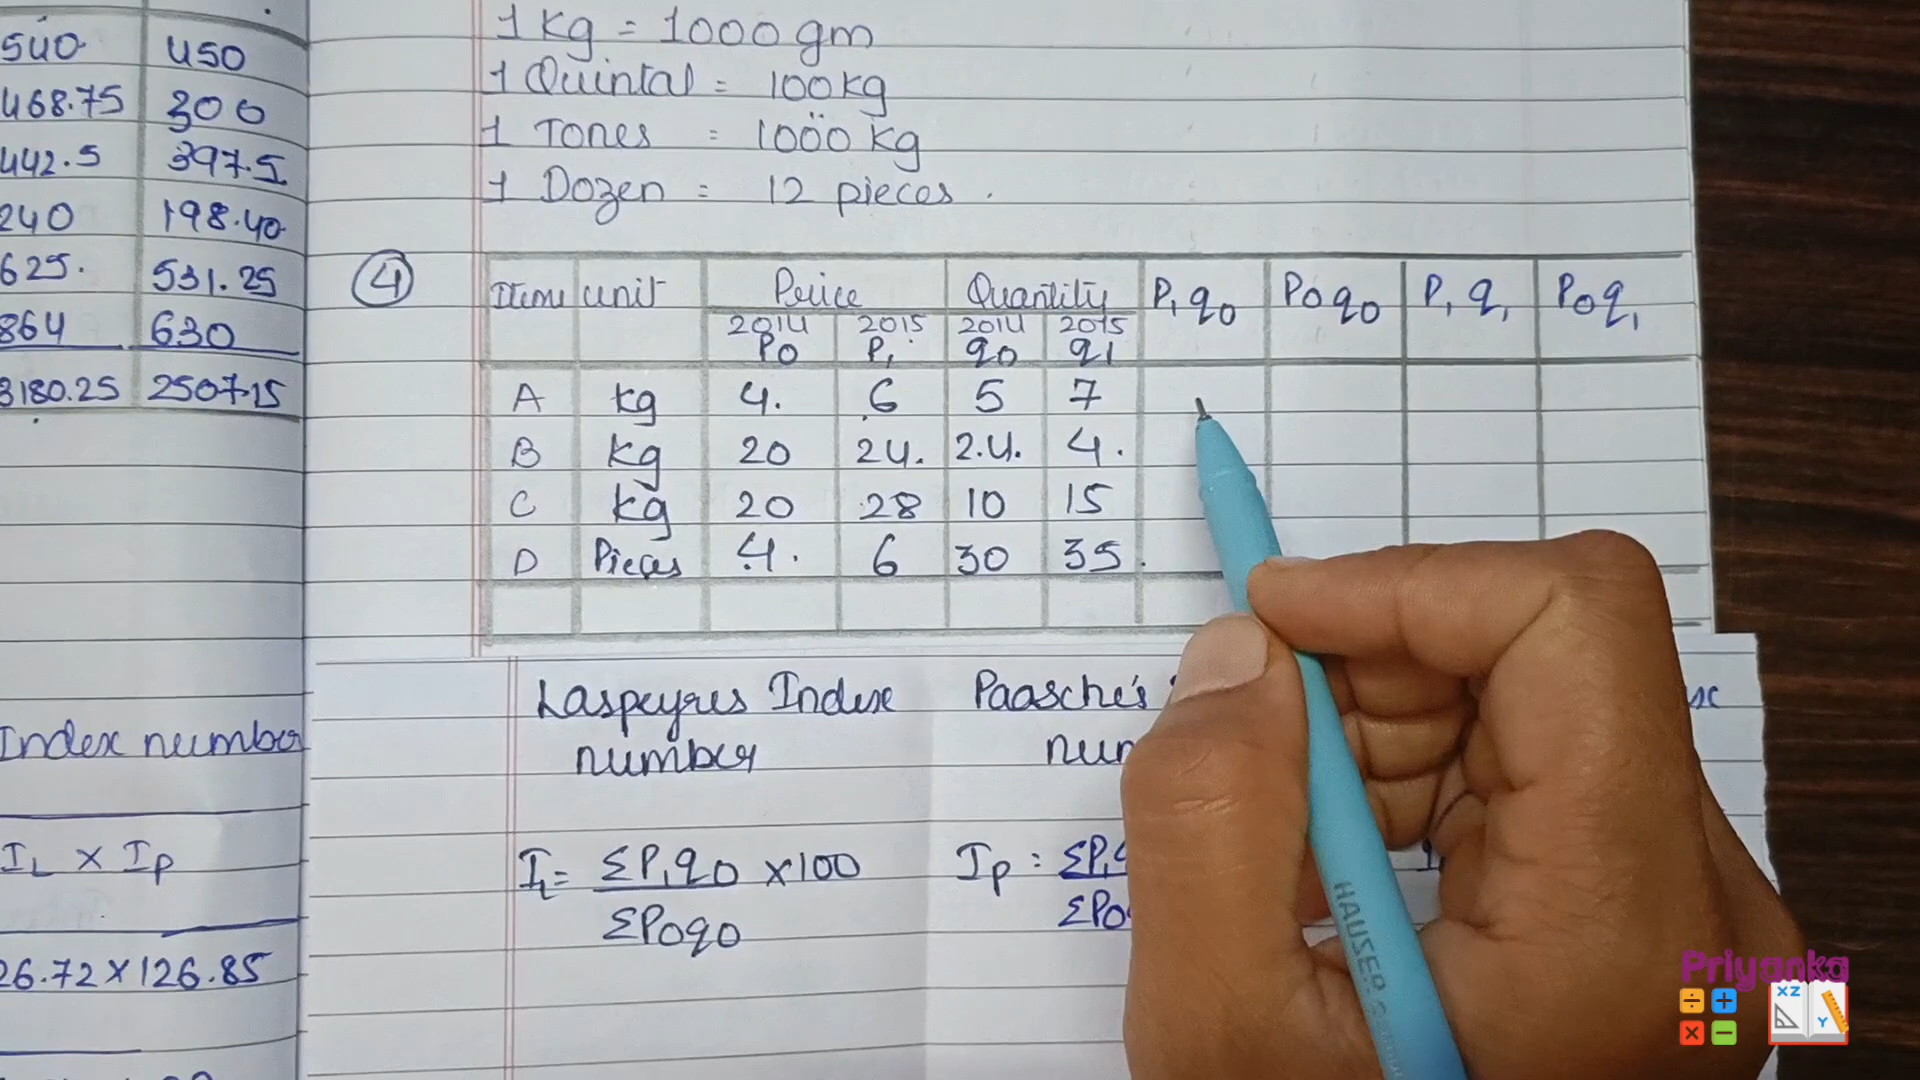 540 450
468.75 300
442.5 397.5
240 198.40
625. 531.25
864 630
3180.25 2507.15
Index number
IL X Ip
26.72 X 126.85
1 Kg = 1000 gm
1 Quintal = 100 kg
1 Tones = 1000 kg
1 Dozen = 12 pieces.
4
Item unit Price Quantity P1q0 P0q0 P1q1 P0q1
2014 2015 2014 2015
P0 P1 q0 q1
A kg 4. 6 5 7
B kg 20 24. 2.4. 4.
C kg 20 28 10 15
D Pieces 4. 6 30 35.
Laspeyres Index Paasche's
number
IL = ΣP1q0 X100 Ip :
ΣP0q0
HAUSER
Priyanka
÷ + XZ
× − Y